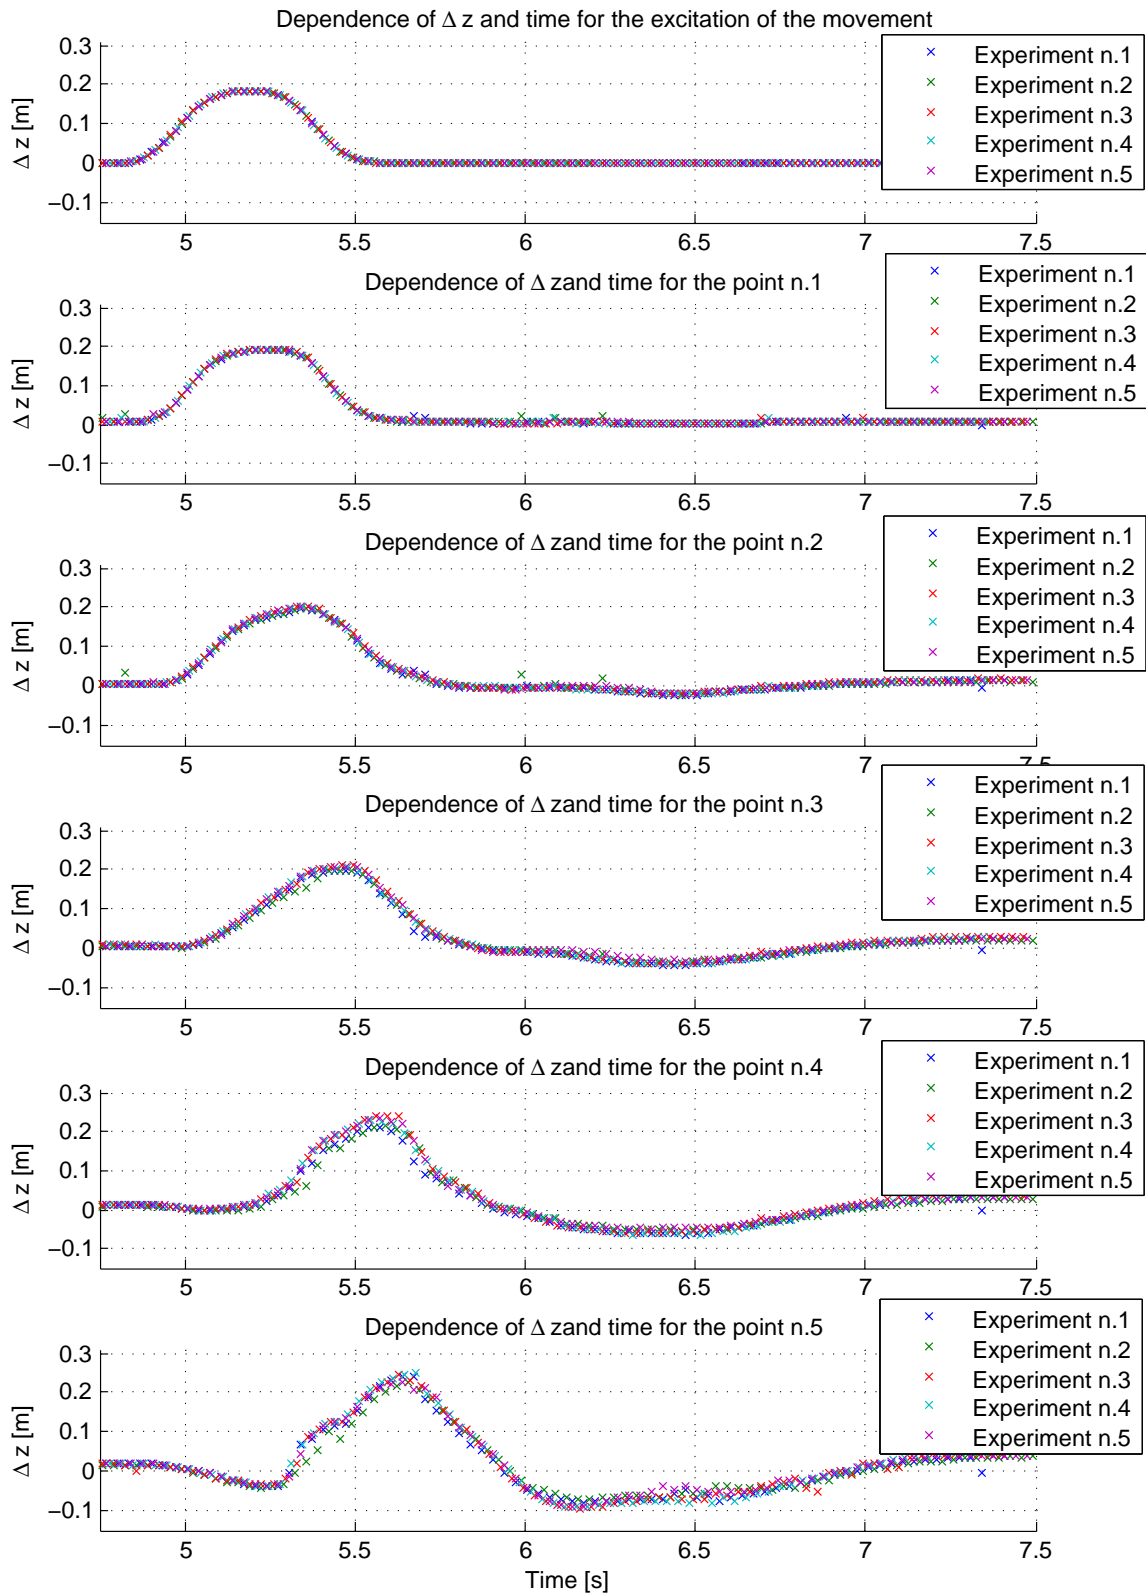 Dependence of Δ z and time for the excitation of the movement
0.3
0.2
0.1
0
−0.1
Δ z [m]
5 5.5 6 6.5 7 7.5
Experiment n.1
Experiment n.2
Experiment n.3
Experiment n.4
Experiment n.5
Dependence of Δ zand time for the point n.1
0.3
0.2
0.1
0
−0.1
Δ z [m]
5 5.5 6 6.5 7 7.5
Experiment n.1
Experiment n.2
Experiment n.3
Experiment n.4
Experiment n.5
Dependence of Δ zand time for the point n.2
0.3
0.2
0.1
0
−0.1
Δ z [m]
5 5.5 6 6.5 7 7.5
Experiment n.1
Experiment n.2
Experiment n.3
Experiment n.4
Experiment n.5
Dependence of Δ zand time for the point n.3
0.3
0.2
0.1
0
−0.1
Δ z [m]
5 5.5 6 6.5 7 7.5
Experiment n.1
Experiment n.2
Experiment n.3
Experiment n.4
Experiment n.5
Dependence of Δ zand time for the point n.4
0.3
0.2
0.1
0
−0.1
Δ z [m]
5 5.5 6 6.5 7 7.5
Experiment n.1
Experiment n.2
Experiment n.3
Experiment n.4
Experiment n.5
Dependence of Δ zand time for the point n.5
0.3
0.2
0.1
0
−0.1
Δ z [m]
5 5.5 6 6.5 7 7.5
Experiment n.1
Experiment n.2
Experiment n.3
Experiment n.4
Experiment n.5
Time [s]